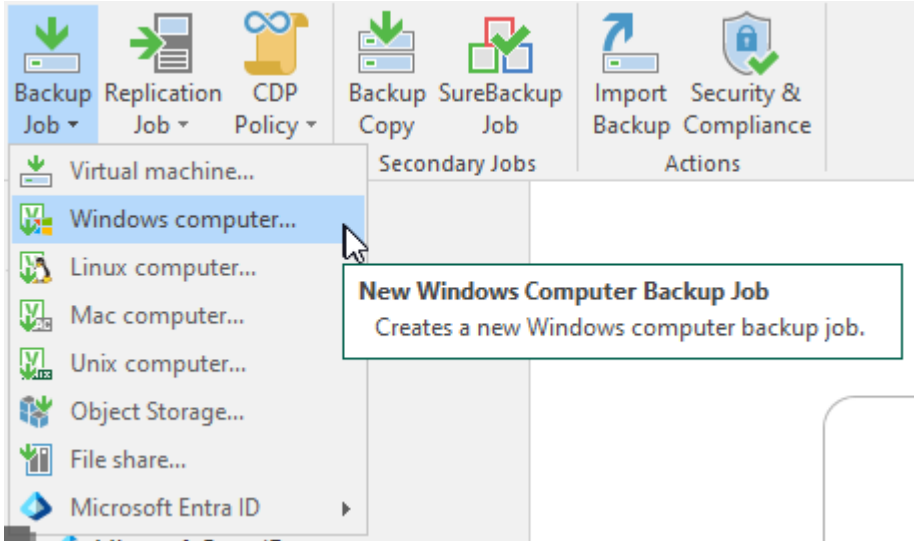 Backup Replication CDP Backup SureBackup Import Security &
Job Job Policy Copy Job Backup Compliance
Secondary Jobs Actions
Virtual machine...
Windows computer...
Linux computer...
New Windows Computer Backup Job
Mac computer...
Creates a new Windows computer backup job.
Unix computer...
Object Storage...
File share...
Microsoft Entra ID